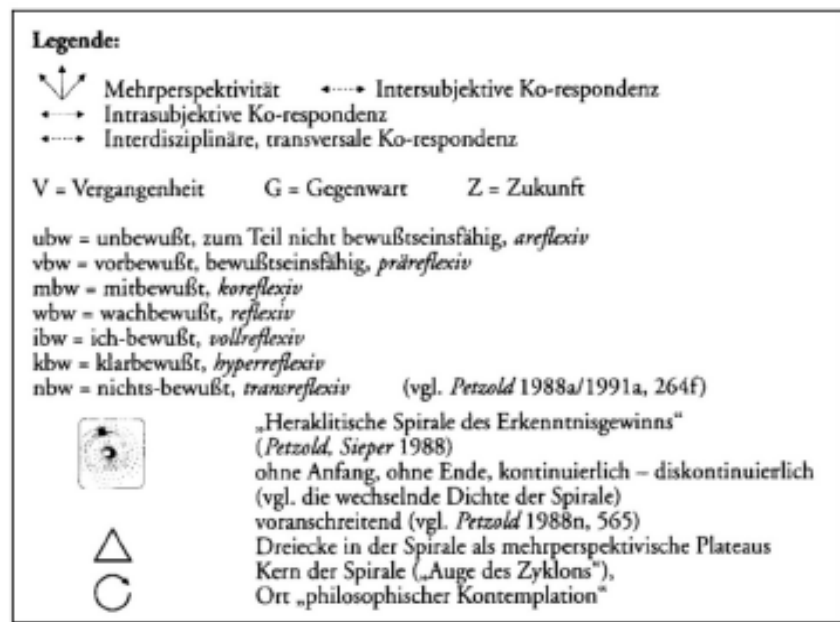 Legende:
Mehrperspektivität Intersubjektive Ko-respondenz
Intrasubjektive Ko-respondenz
Interdisziplinäre, transversale Ko-respondenz
V = Vergangenheit G = Gegenwart Z = Zukunft
ubw = unbewußt, zum Teil nicht bewußtseinsfähig, areflexiv
vbw = vorbewußt, bewußtseinsfähig, präreflexiv
mbw = mitbewußt, koreflexiv
wbw = wachbewußt, reflexiv
ibw = ich-bewußt, vollreflexiv
kbw = klarbewußt, hyperreflexiv
nbw = nichts-bewußt, transreflexiv (vgl. Petzold 1988a/1991a, 264f)
„Heraklitische Spirale des Erkenntnisgewinns“
(Petzold, Sieper 1988)
ohne Anfang, ohne Ende, kontinuierlich – diskontinuierlich
(vgl. die wechselnde Dichte der Spirale)
voranschreitend (vgl. Petzold 1988n, 565)
Dreiecke in der Spirale als mehrperspektivische Plateaus
Kern der Spirale („Auge des Zyklons“),
Ort „philosophischer Kontemplation“